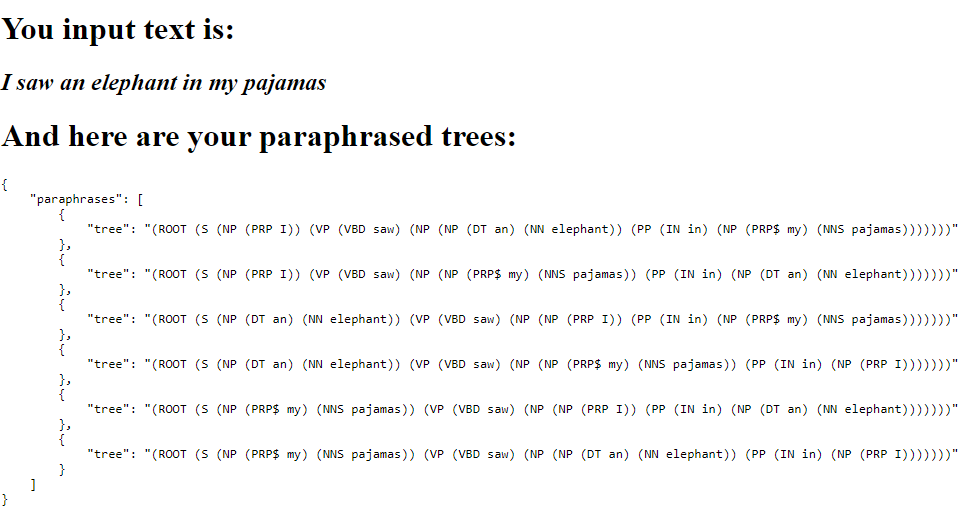 You input text is:
I saw an elephant in my pajamas
And here are your paraphrased trees:
{
    "paraphrases": [
        {
            "tree": "(ROOT (S (NP (PRP I)) (VP (VBD saw) (NP (NP (DT an) (NN elephant)) (PP (IN in) (NP (PRP$ my) (NNS pajamas)))))))"
        },
        {
            "tree": "(ROOT (S (NP (PRP I)) (VP (VBD saw) (NP (NP (PRP$ my) (NNS pajamas)) (PP (IN in) (NP (DT an) (NN elephant)))))))"
        },
        {
            "tree": "(ROOT (S (NP (DT an) (NN elephant)) (VP (VBD saw) (NP (NP (PRP I)) (PP (IN in) (NP (PRP$ my) (NNS pajamas)))))))"
        },
        {
            "tree": "(ROOT (S (NP (DT an) (NN elephant)) (VP (VBD saw) (NP (NP (PRP$ my) (NNS pajamas)) (PP (IN in) (NP (PRP I)))))))"
        },
        {
            "tree": "(ROOT (S (NP (PRP$ my) (NNS pajamas)) (VP (VBD saw) (NP (NP (PRP I)) (PP (IN in) (NP (DT an) (NN elephant)))))))"
        },
        {
            "tree": "(ROOT (S (NP (PRP$ my) (NNS pajamas)) (VP (VBD saw) (NP (NP (DT an) (NN elephant)) (PP (IN in) (NP (PRP I)))))))"
        }
    ]
}